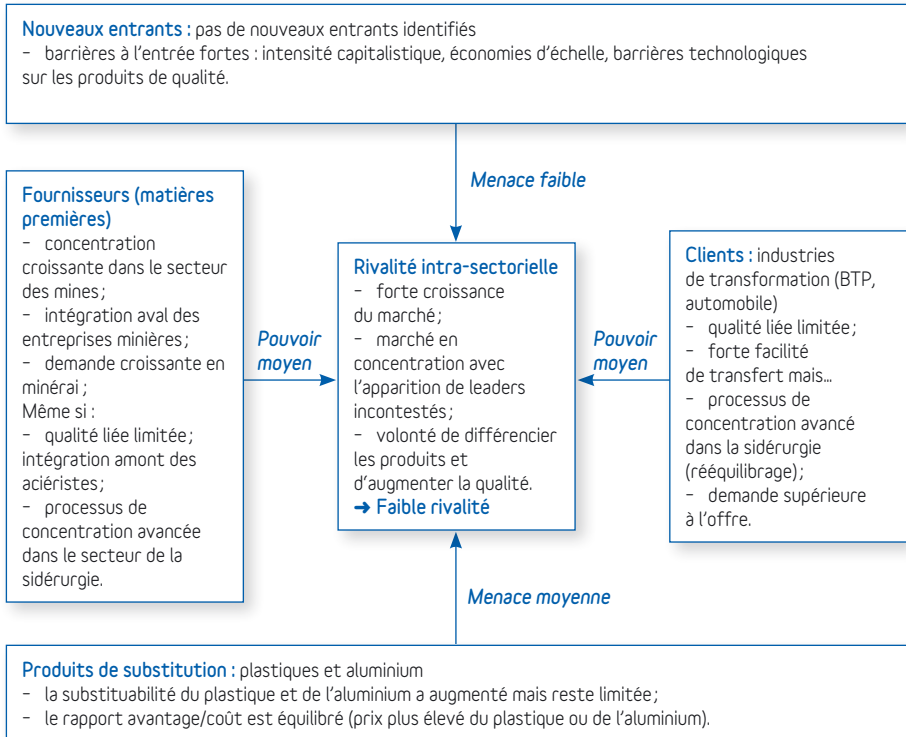 Nouveaux entrants : pas de nouveaux entrants identifiés
- barrières à l'entrée fortes : intensité capitalistique, économies d'échelle, barrières technologiques
sur les produits de qualité.
Menace faible
Fournisseurs (matières
premières)
- concentration
croissante dans le secteur
des mines ;
- intégration aval des
entreprises minières ;
- demande croissante en
minérai ;
Même si :
- qualité liée limitée ;
intégration amont des
aciéristes ;
- processus de
concentration avancée
dans le secteur de la
sidérurgie.
Pouvoir
moyen
Rivalité intra-sectorielle
- forte croissance
du marché ;
- marché en
concentration avec
l'apparition de leaders
incontestés ;
- volonté de différencier
les produits et
d'augmenter la qualité.
➜ Faible rivalité
Pouvoir
moyen
Clients : industries
de transformation (BTP,
automobile)
- qualité liée limitée ;
- forte facilité
de transfert mais…
- processus de
concentration avancé
dans la sidérurgie
(rééquilibrage) ;
- demande supérieure
à l'offre.
Menace moyenne
Produits de substitution : plastiques et aluminium
- la substituabilité du plastique et de l'aluminium a augmenté mais reste limitée ;
- le rapport avantage/coût est équilibré (prix plus élevé du plastique ou de l'aluminium).